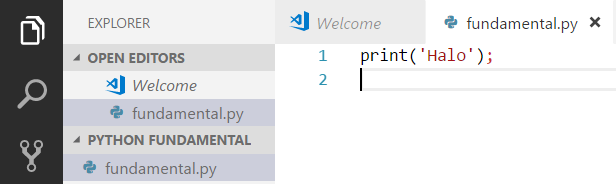 EXPLORER
OPEN EDITORS
Welcome
fundamental.py
PYTHON FUNDAMENTAL
fundamental.py
Welcome
fundamental.py
1 print('Halo');
2